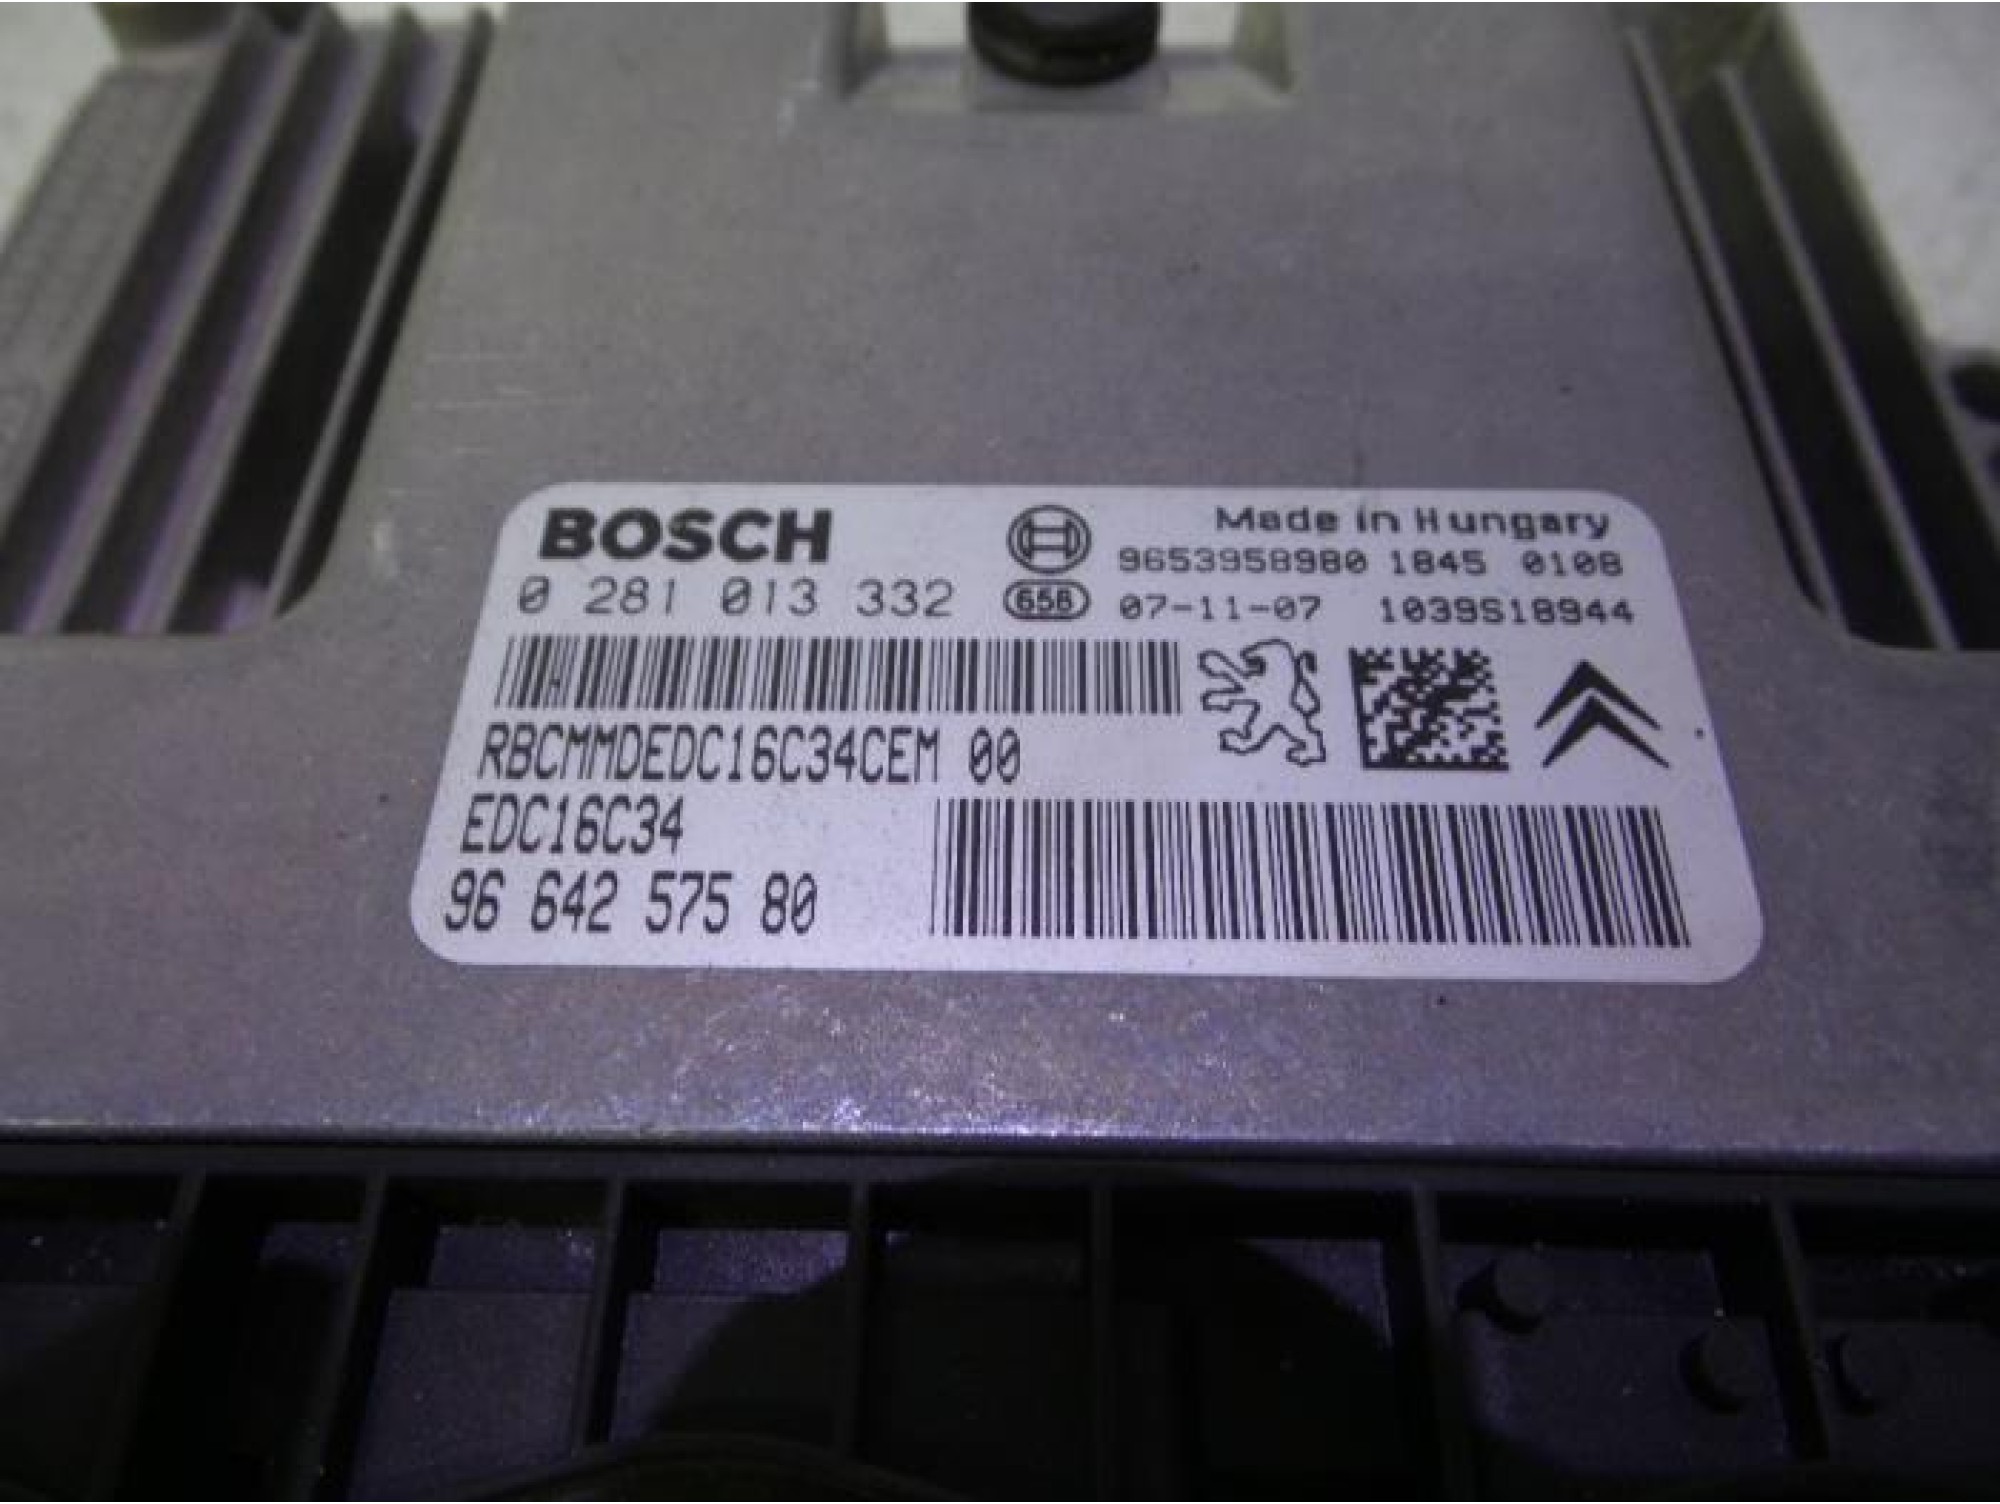 BOSCH
Made in Hungary
9653958980 1845 0108
0 281 013 332
656 07-11-07 1039S18944
RBCMMDEDC16C34CEM 00
EDC16C34
96 642 575 80